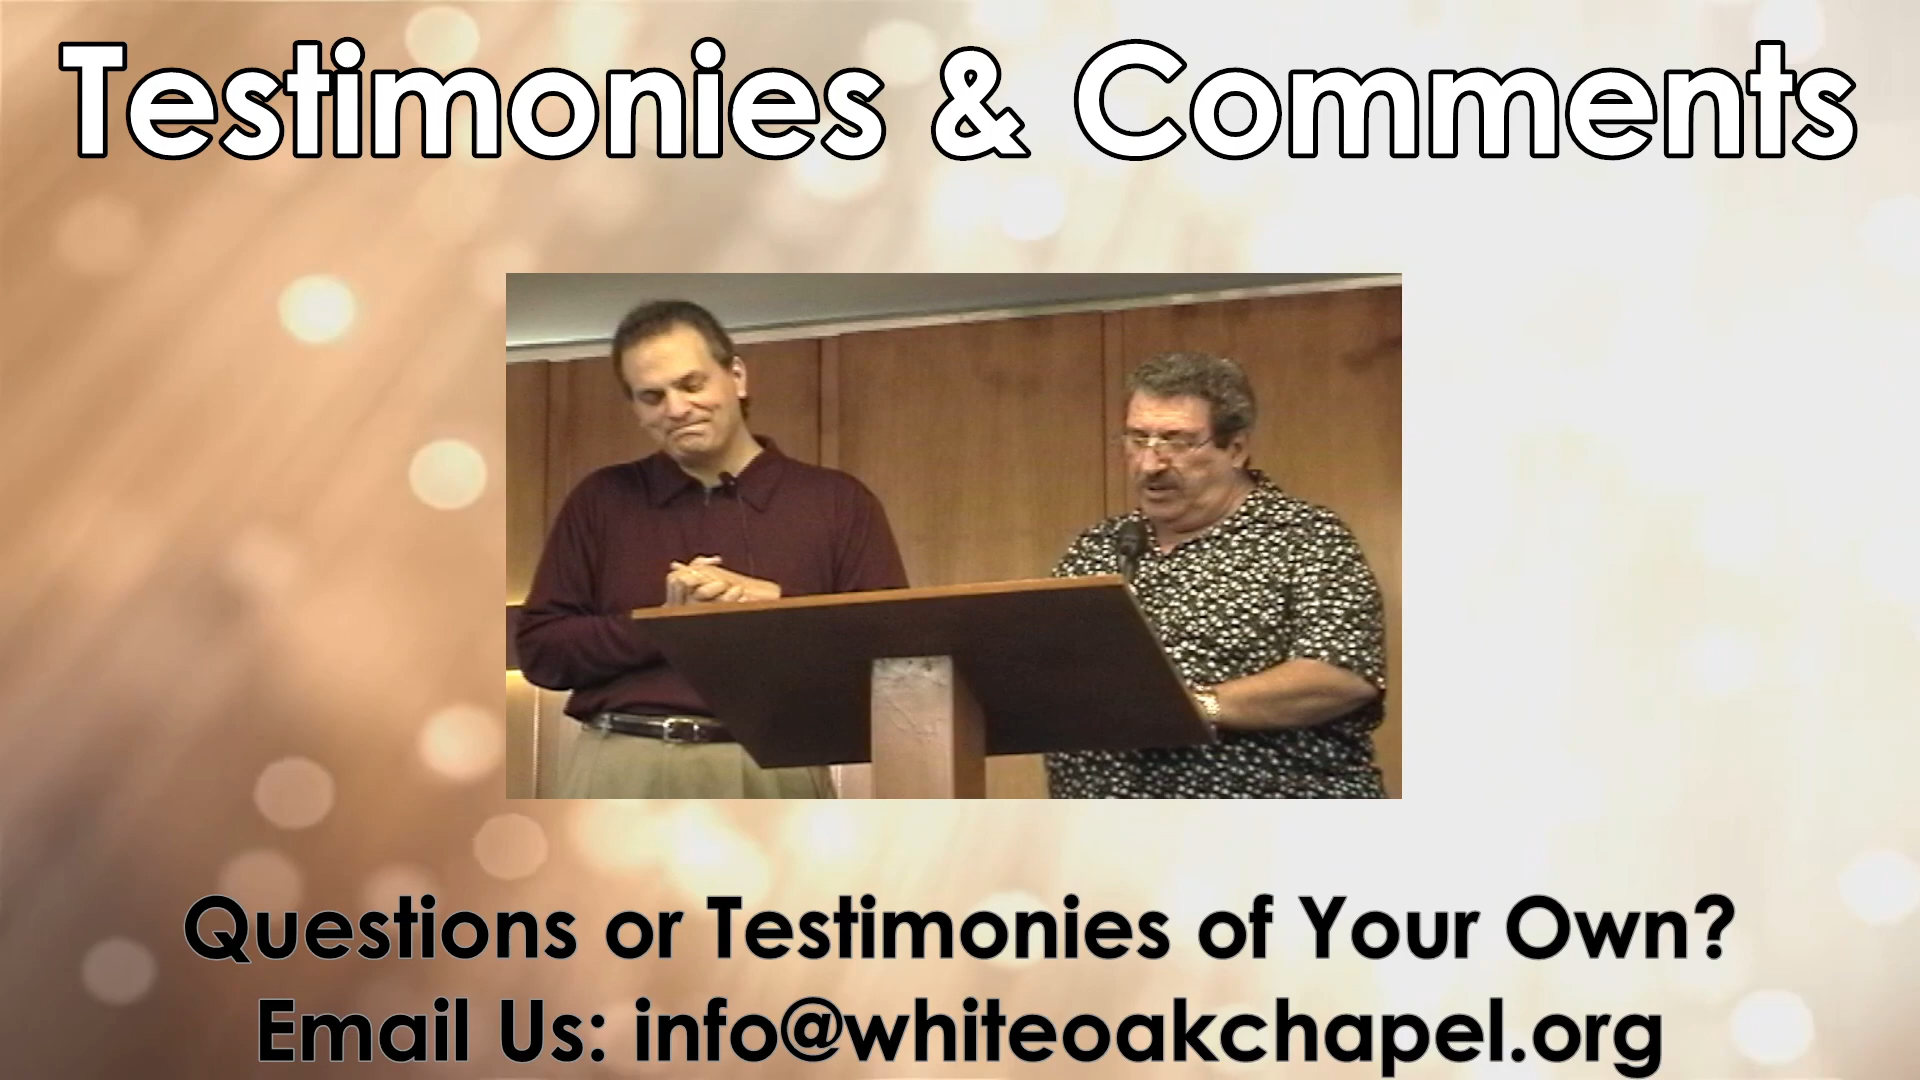 Testimonies & Comments
Questions or Testimonies of Your Own?
Email Us: info@whiteoakchapel.org